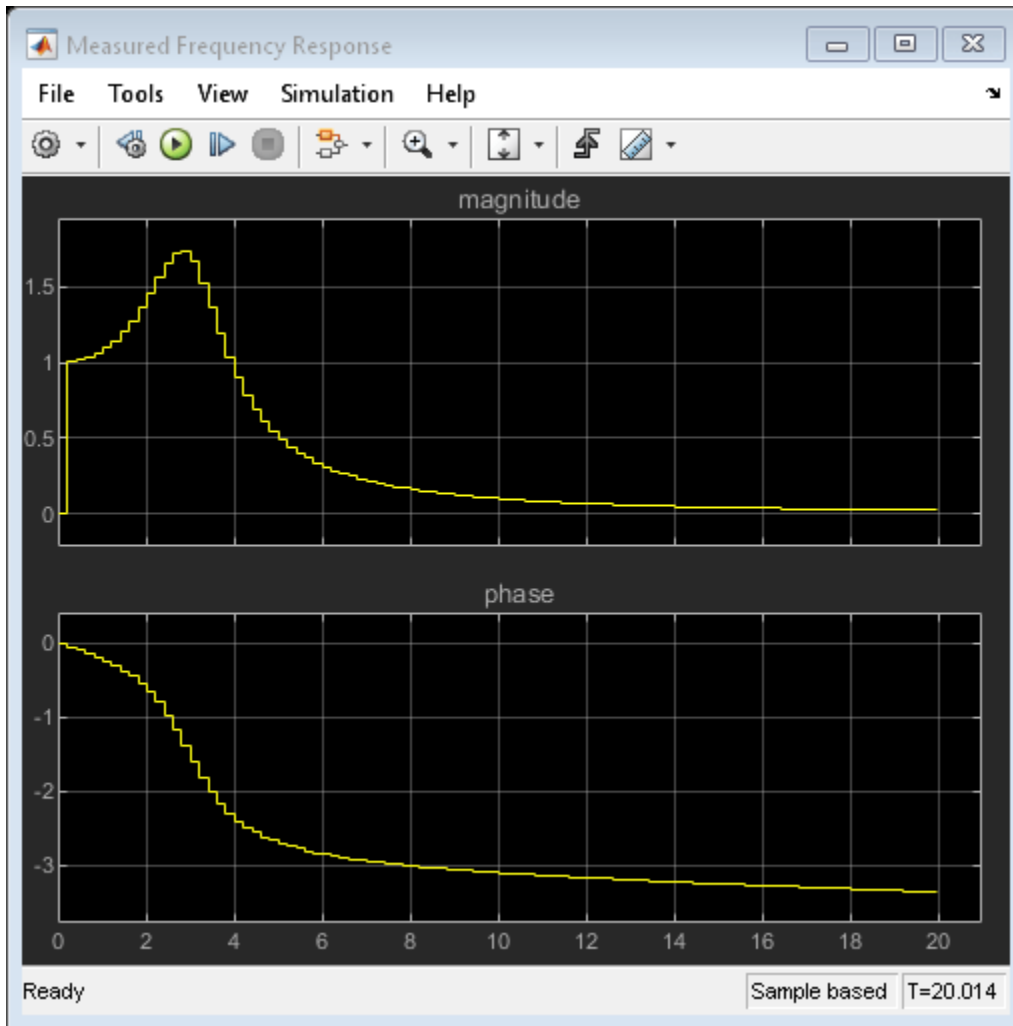 Measured Frequency Response
File Tools View Simulation Help
magnitude
1.5
1
0.5
0
phase
0
-1
-2
-3
0 2 4 6 8 10 12 14 16 18 20
Ready Sample based T=20.014